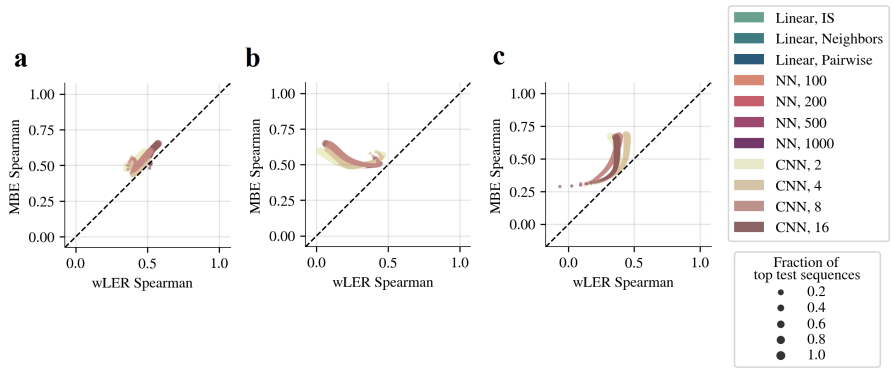 a
MBE Spearman
1.00
0.75
0.50
0.25
0.00
0.0 0.5 1.0
wLER Spearman
b
MBE Spearman
1.00
0.75
0.50
0.25
0.00
0.0 0.5 1.0
wLER Spearman
c
MBE Spearman
1.00
0.75
0.50
0.25
0.00
0.0 0.5 1.0
wLER Spearman
Linear, IS
Linear, Neighbors
Linear, Pairwise
NN, 100
NN, 200
NN, 500
NN, 1000
CNN, 2
CNN, 4
CNN, 8
CNN, 16
Fraction of
top test sequences
0.2
0.4
0.6
0.8
1.0